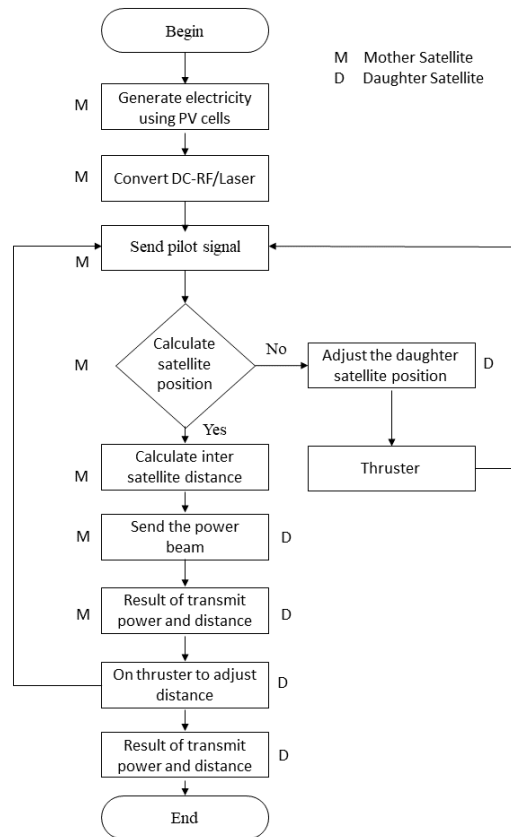 Begin
M Mother Satellite
D Daughter Satellite
M
Generate electricity
using PV cells
M
Convert DC-RF/Laser
Send pilot signal
M
M
Calculate
satellite
position
No
Adjust the daughter
satellite position
D
Yes
Thruster
Calculate inter
satellite distance
M
M
Send the power
beam
D
M
Result of transmit
power and distance
D
On thruster to adjust
distance
D
Result of transmit
power and distance
D
End